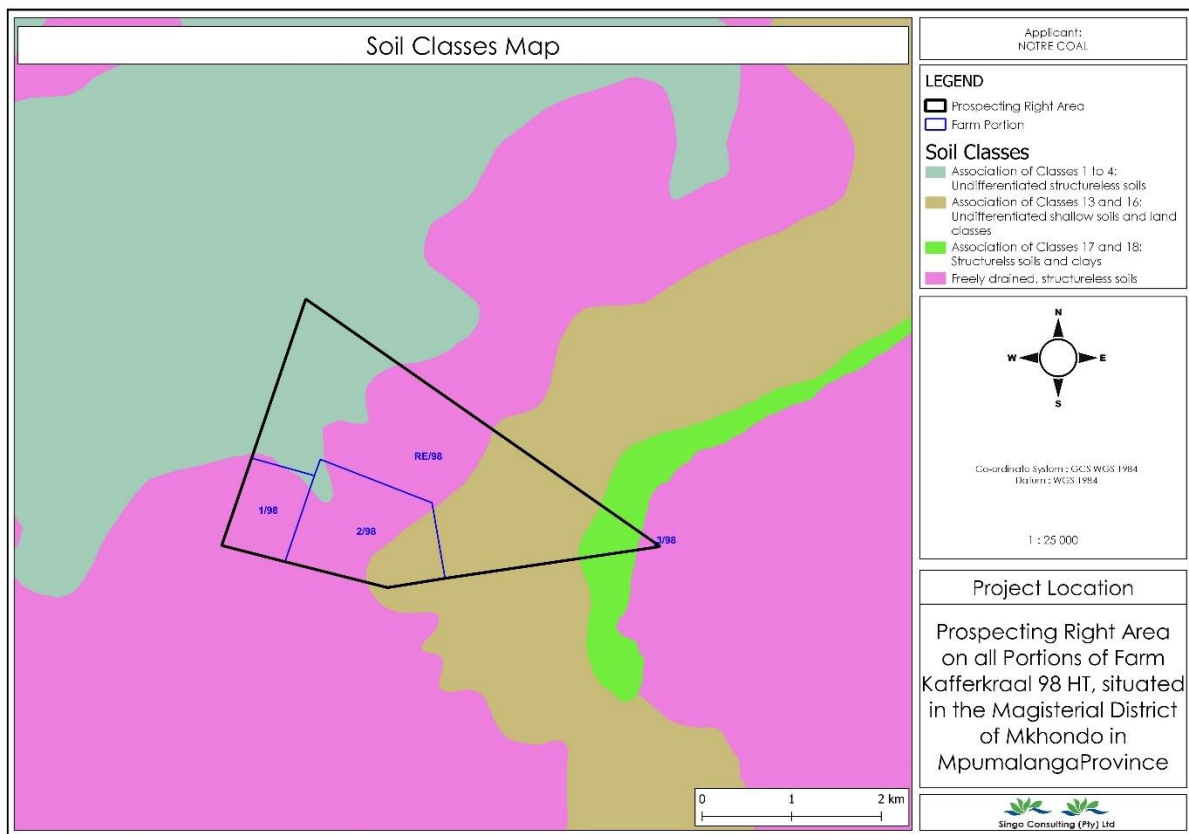 Soil Classes Map
RE/98
1/98
2/98
3/98
0 1 2 km
Applicant:
NOTRE COAL
LEGEND
Prospecting Right Area
Farm Portion
Soil Classes
Association of Classes 1 to 4:
Undifferentiated structureless soils
Association of Classes 13 and 16:
Undifferentiated shallow soils and land
classes
Association of Classes 17 and 18:
Structurelss soils and clays
Freely drained, structureless soils
N
W E
S
Co-ordinate System : GCS WGS 1984
Datum : WGS 1984
1 : 25 000
Project Location
Prospecting Right Area
on all Portions of Farm
Kafferkraal 98 HT, situated
in the Magisterial District
of Mkhondo in
MpumalangaProvince
Singo Consulting (Pty) Ltd